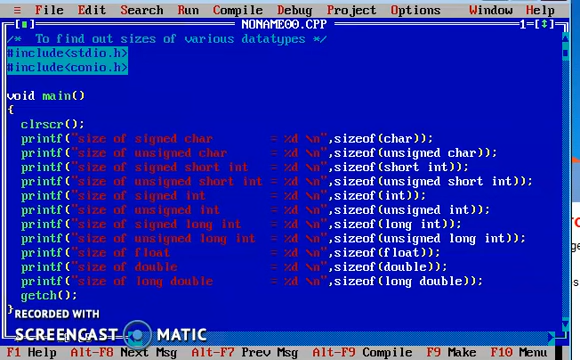 ≡ File Edit Search Run Compile Debug Project Options Window Help
NONAME00.CPP 1=[↕]
/* To find out sizes of various datatypes */
#include<stdio.h>
#include<conio.h>
void main()
{
clrscr();
printf("size of signed char = %d \n",sizeof(char));
printf("size of unsigned char = %d \n",sizeof(unsigned char));
printf("size of signed short int = %d \n",sizeof(short int));
printf("size of unsigned short int = %d \n",sizeof(unsigned short int));
printf("size of signed int = %d \n",sizeof(int));
printf("size of unsigned int = %d \n",sizeof(unsigned int));
printf("size of signed long int = %d \n",sizeof(long int));
printf("size of unsigned long int = %d \n",sizeof(unsigned long int));
printf("size of float = %d \n",sizeof(float));
printf("size of double = %d \n",sizeof(double));
printf("size of long double = %d \n",sizeof(long double));
getch();
}
RECORDED WITH
SCREENCAST MATIC
F1 Help Alt-F8 Next Msg Alt-F7 Prev Msg Alt-F9 Compile F9 Make F10 Menu